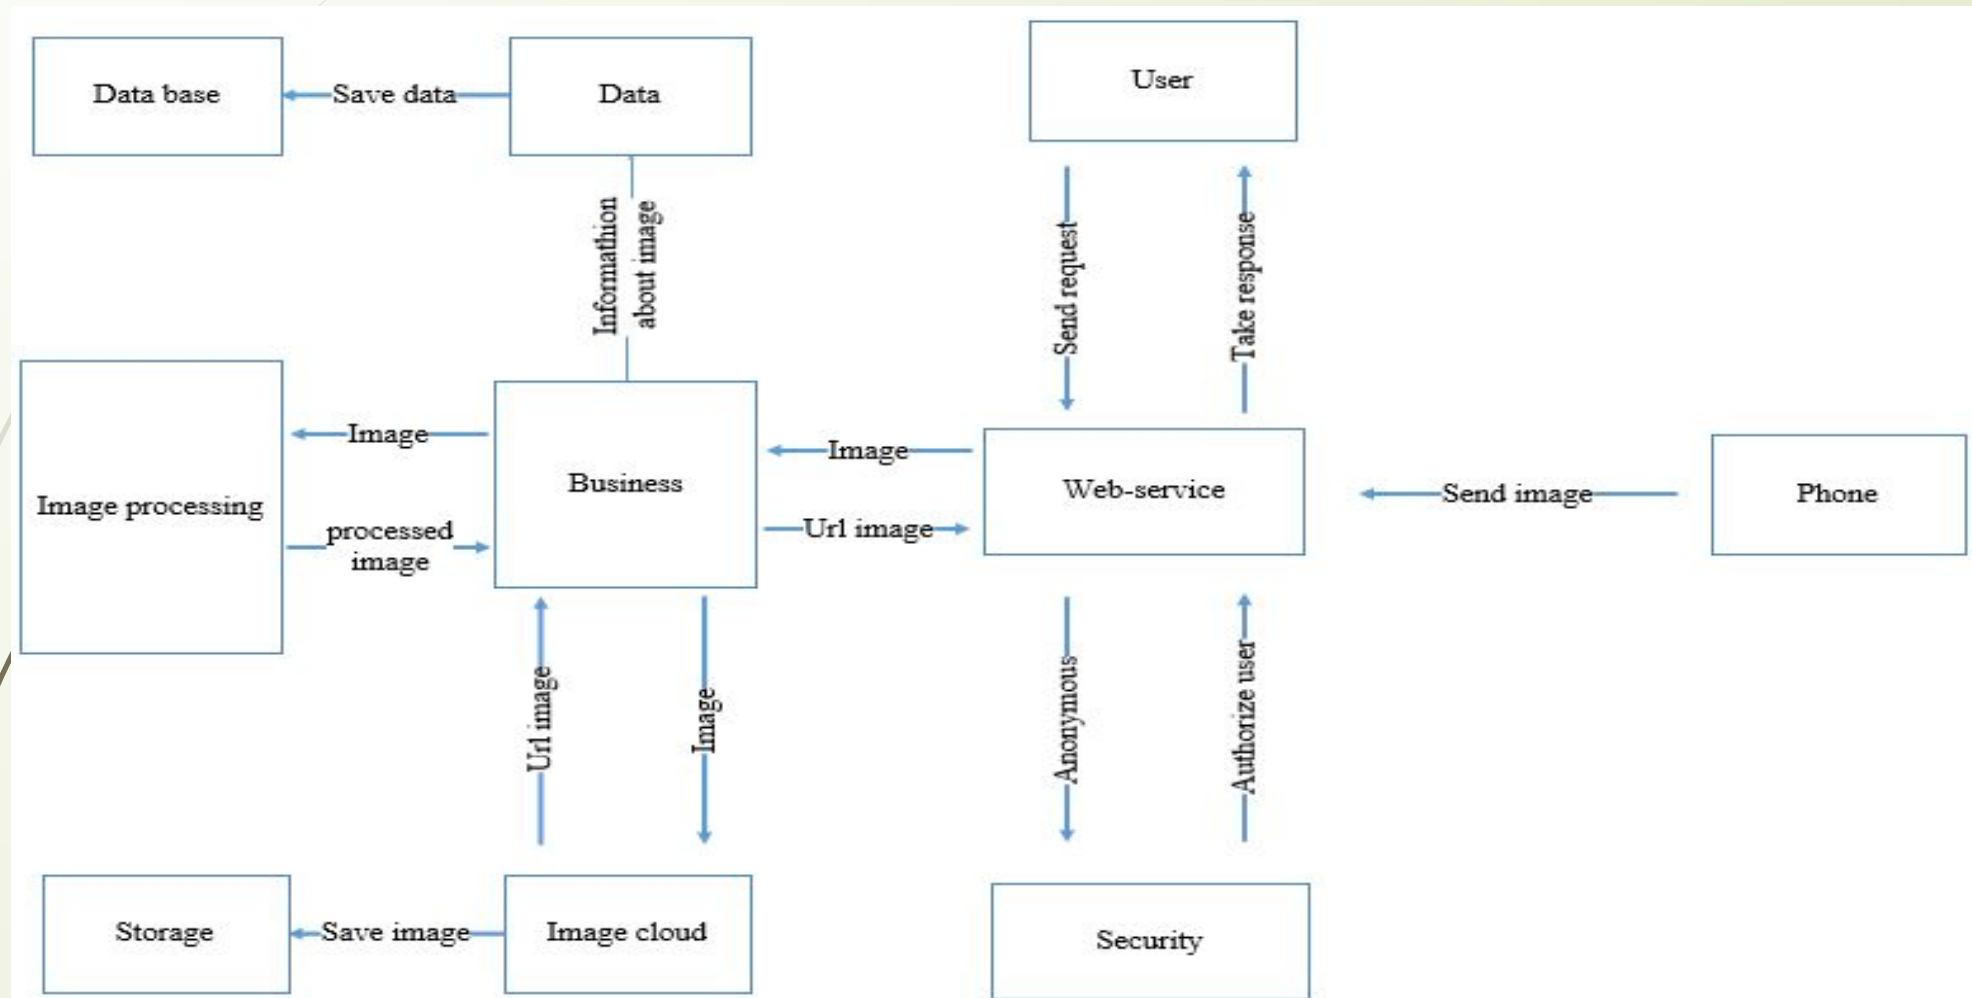 Data base
Save data
Data
User
Informathion
about image
Send request
Take response
Image processing
Image
processed
image
Business
Image
Url image
Web-service
Send image
Phone
Url image
Image
Anonymous
Authorize user
Storage
Save image
Image cloud
Security